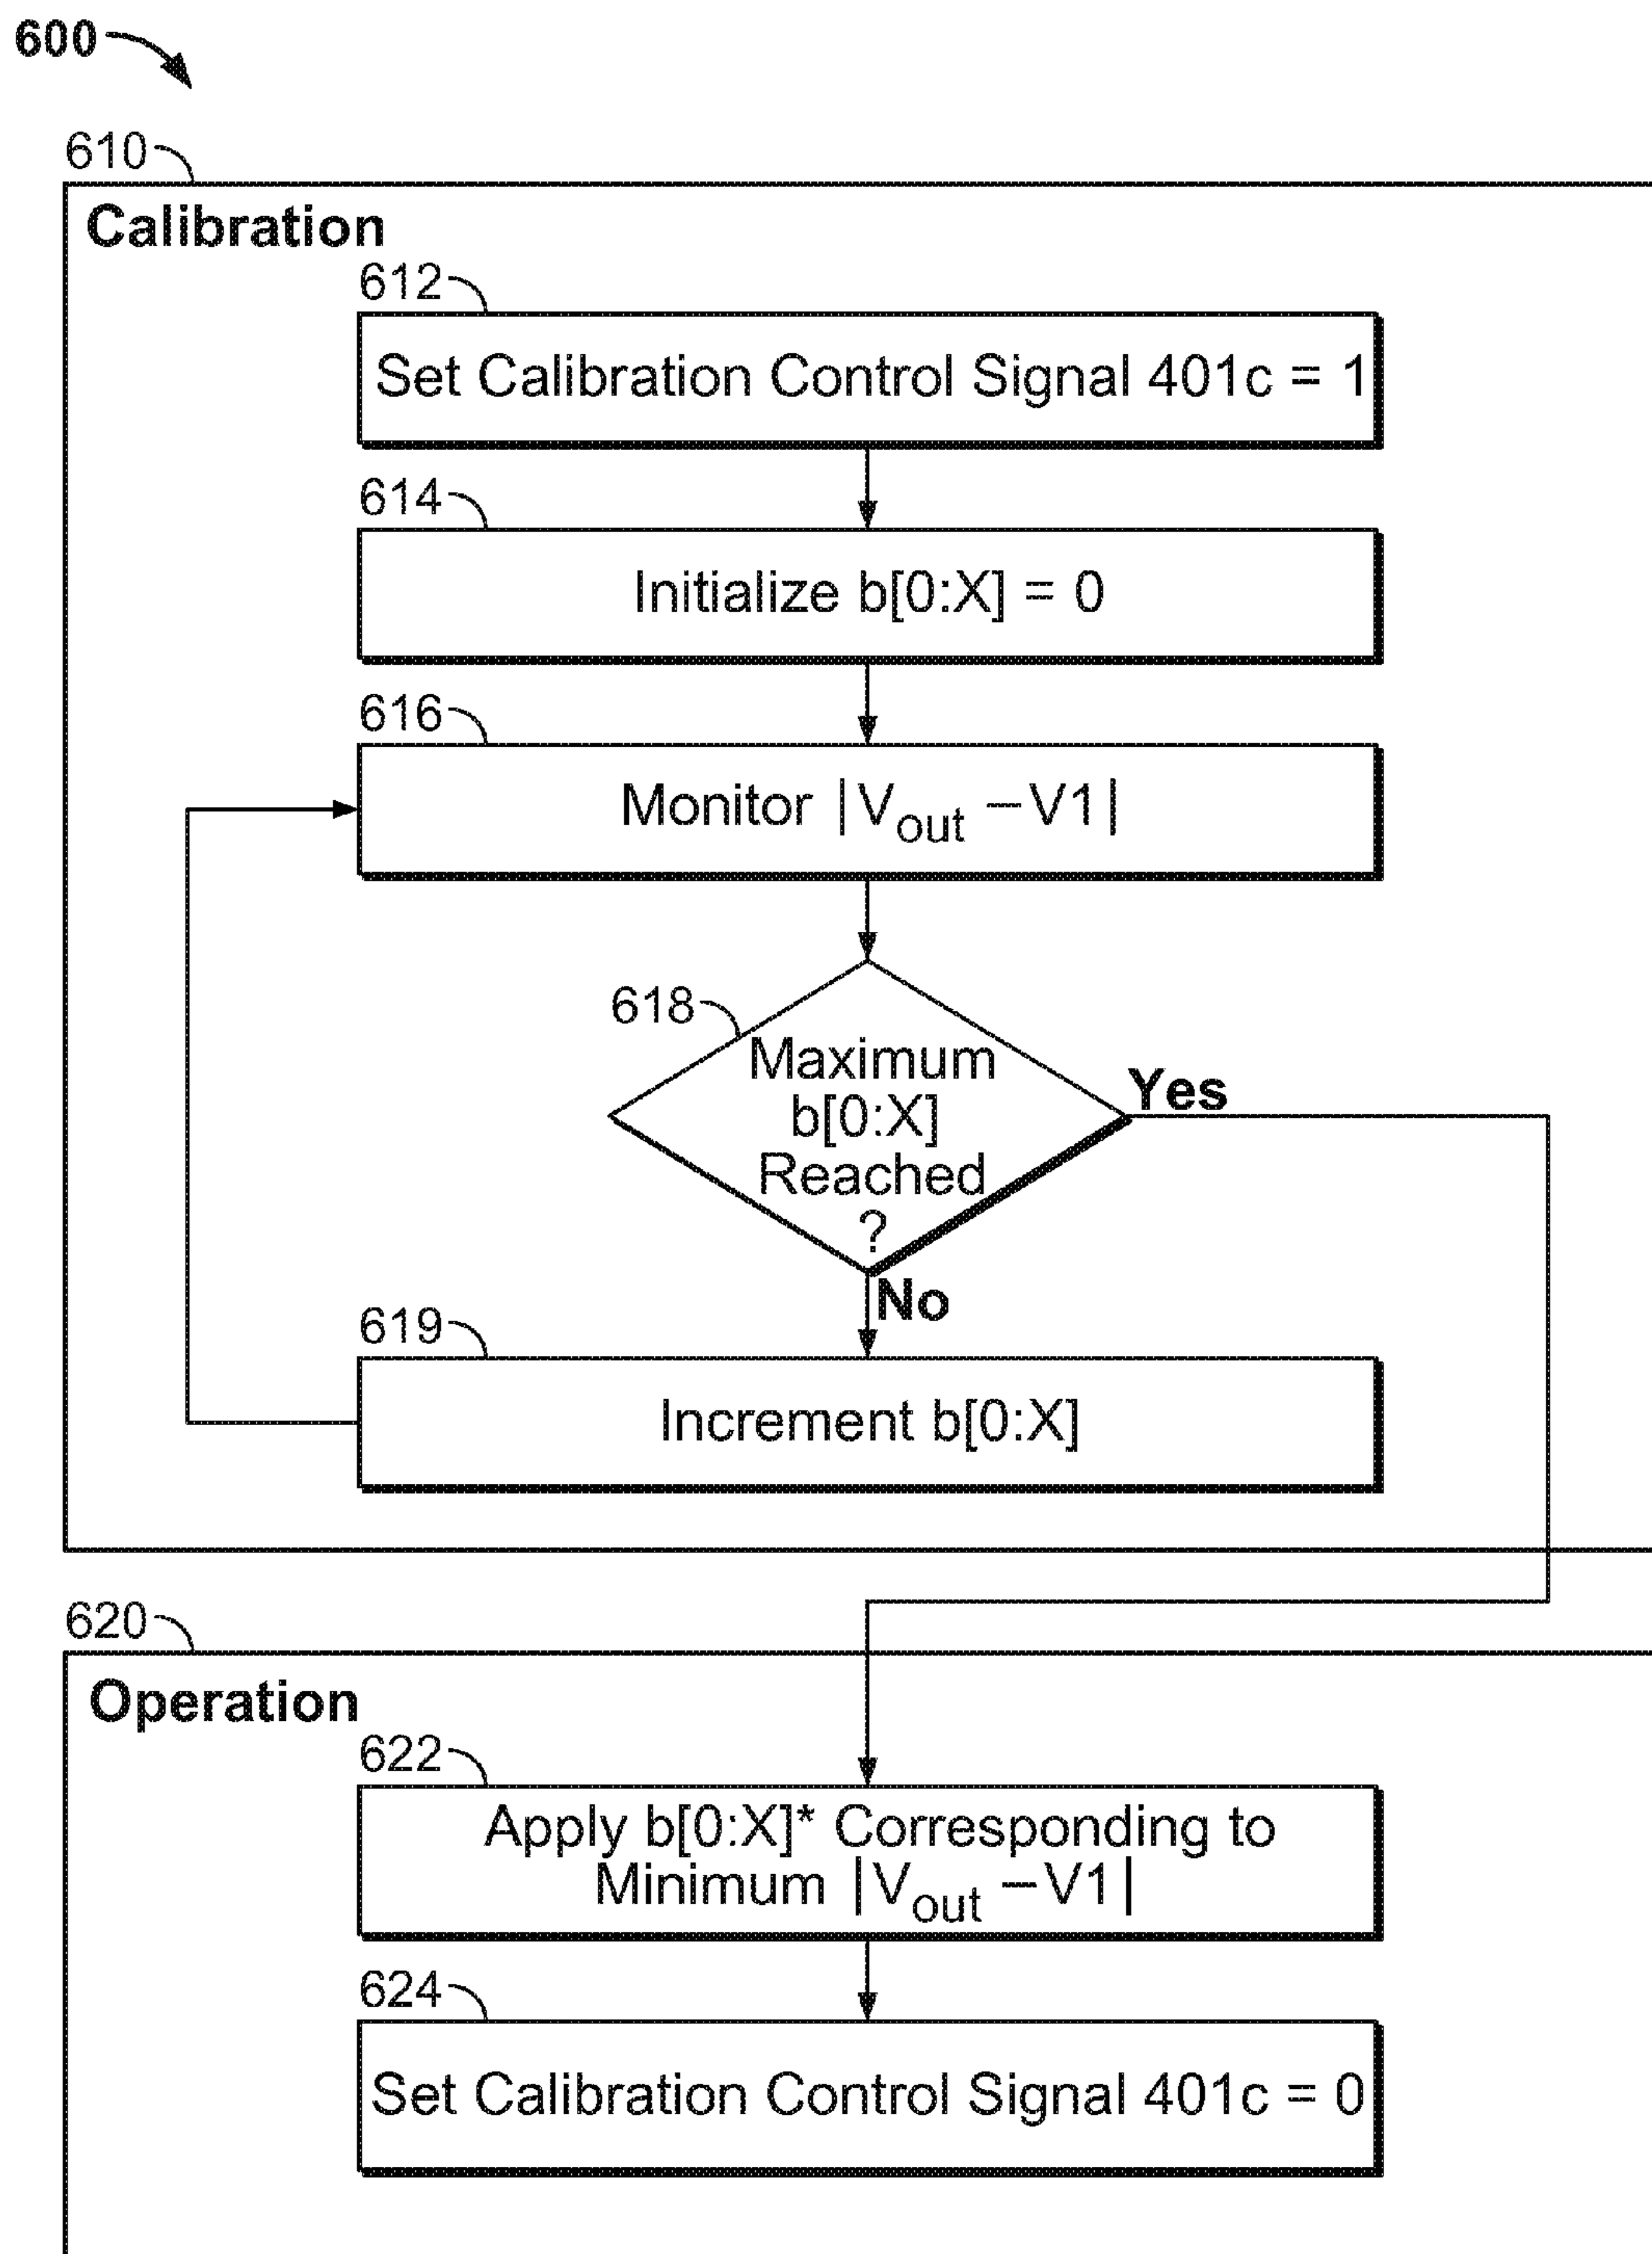 600
610
Calibration
612
Set Calibration Control Signal 401c = 1
614
Initialize b[0:X] = 0
616
Monitor |Vout −V1|
618
Maximum
b[0:X]
Reached
?
Yes
No
619
Increment b[0:X]
620
Operation
622
Apply b[0:X]* Corresponding to
Minimum |Vout −V1|
624
Set Calibration Control Signal 401c = 0